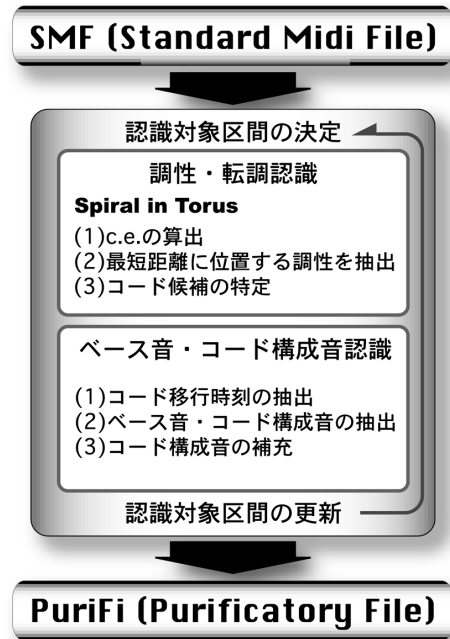 SMF (Standard Midi File)
認識対象区間の決定
調性・転調認識
Spiral in Torus
(1)c.e.の算出
(2)最短距離に位置する調性を抽出
(3)コード候補の特定
ベース音・コード構成音認識
(1)コード移行時刻の抽出
(2)ベース音・コード構成音の抽出
(3)コード構成音の補充
認識対象区間の更新
PuriFi (Purificatory File)